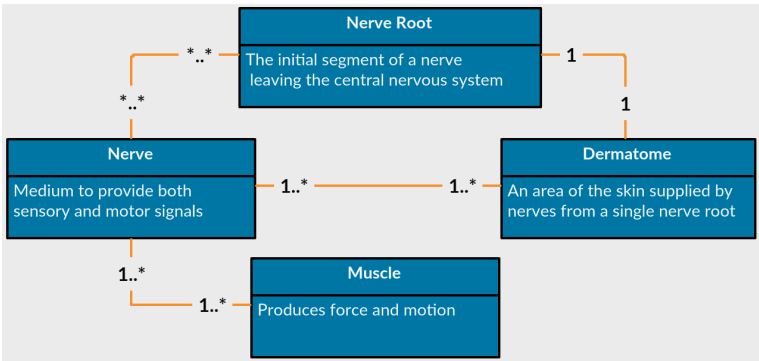 Nerve Root
The initial segment of a nerve
leaving the central nervous system
*..*
1
*..*
1
Nerve
Medium to provide both
sensory and motor signals
1..*
1..*
Dermatome
An area of the skin supplied by
nerves from a single nerve root
1..*
1..*
Muscle
Produces force and motion